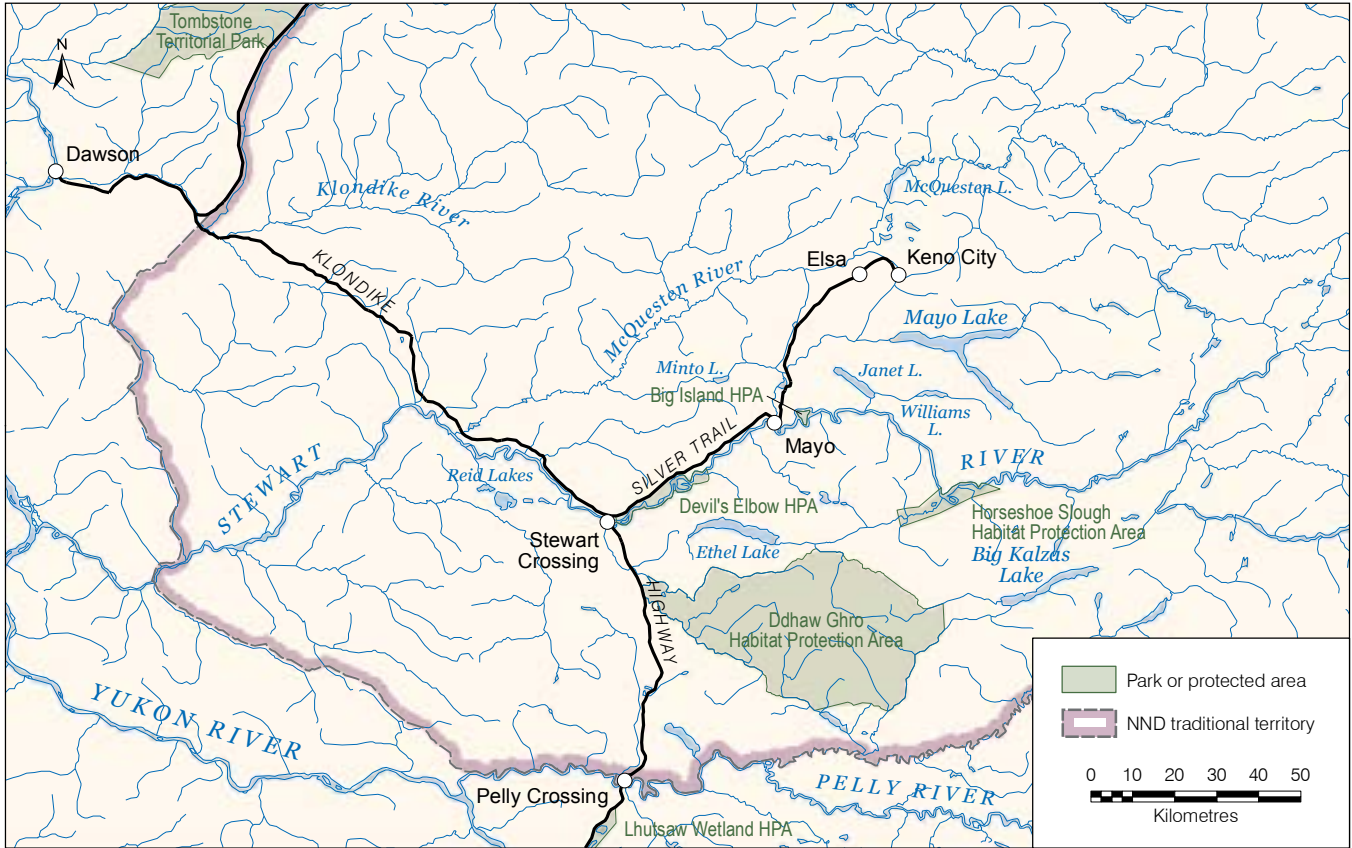 Tombstone
Territorial Park
N
Dawson
Klondike River
McQuesten L.
KLONDIKE
McQuesten River
Elsa
Keno City
Mayo Lake
Minto L.
Janet L.
Big Island HPA
Williams
L.
Mayo
SILVER TRAIL
RIVER
STEWART
Reid Lakes
Devil's Elbow HPA
Horseshoe Slough
Habitat Protection Area
Stewart
Crossing
Ethel Lake
Big Kalzas
Lake
HIGHWAY
Ddhaw Ghro
Habitat Protection Area
YUKON RIVER
Pelly Crossing
PELLY RIVER
Lhutsaw Wetland HPA
Park or protected area
NND traditional territory
0 10 20 30 40 50
Kilometres